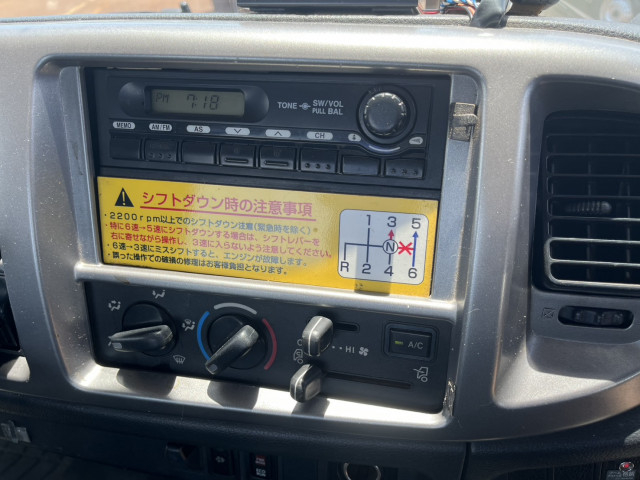 PM 7:18
TONE SW/VOL
PULL BAL
MEMO AM/FM AS CH
シフトダウン時の注意事項
・2200rpm以上でのシフトダウン注意(緊急時を除く)*
・特に6速→5速にシフトダウンする場合は、シフトレバーを
右に寄せながら操作し、3速に入らないよう注意してください。
・6速→3速にミスシフトすると、エンジンが故障します。
・誤った操作での破損の修理はお客様負担となります。
1 3 5
N
R 2 4 6
A/C
HI